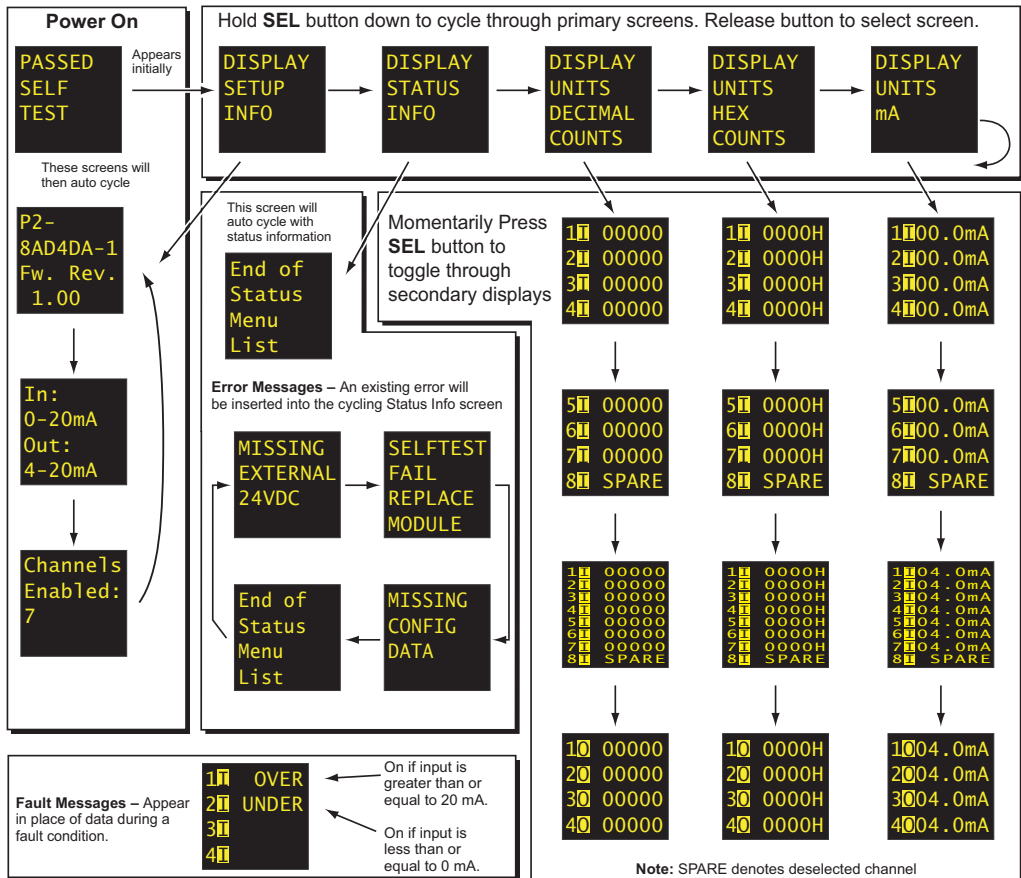 Power On
PASSED
SELF
TEST
Appears
initially
These screens will
then auto cycle
P2-
8AD4DA-1
Fw. Rev.
1.00
In:
0-20mA
Out:
4-20mA
Channels
Enabled:
7
Hold SEL button down to cycle through primary screens. Release button to select screen.
DISPLAY
SETUP
INFO
DISPLAY
STATUS
INFO
DISPLAY
UNITS
DECIMAL
COUNTS
DISPLAY
UNITS
HEX
COUNTS
DISPLAY
UNITS
mA
This screen will
auto cycle with
status information
End of
Status
Menu
List
Error Messages – An existing error will
be inserted into the cycling Status Info screen
MISSING
EXTERNAL
24VDC
SELFTEST
FAIL
REPLACE
MODULE
End of
Status
Menu
List
MISSING
CONFIG
DATA
Momentarily Press
SEL button to
toggle through
secondary displays
1I 00000
2I 00000
3I 00000
4I 00000
1I 0000H
2I 0000H
3I 0000H
4I 0000H
1I00.0mA
2I00.0mA
3I00.0mA
4I00.0mA
5I 00000
6I 00000
7I 00000
8I SPARE
5I 0000H
6I 0000H
7I 0000H
8I SPARE
5I00.0mA
6I00.0mA
7I00.0mA
8I SPARE
1I 00000
2I 00000
3I 00000
4I 00000
5I 00000
6I 00000
7I 00000
8I SPARE
1I 0000H
2I 0000H
3I 0000H
4I 0000H
5I 0000H
6I 0000H
7I 0000H
8I SPARE
1I04.0mA
2I04.0mA
3I04.0mA
4I04.0mA
5I04.0mA
6I04.0mA
7I04.0mA
8I SPARE
1O 00000
2O 00000
3O 00000
4O 00000
1O 0000H
2O 0000H
3O 0000H
4O 0000H
1O04.0mA
2O04.0mA
3O04.0mA
4O04.0mA
Note: SPARE denotes deselected channel
Fault Messages – Appear
in place of data during a
fault condition.
1I OVER
2I UNDER
3I
4I
On if input is
greater than or
equal to 20 mA.
On if input is
less than or
equal to 0 mA.